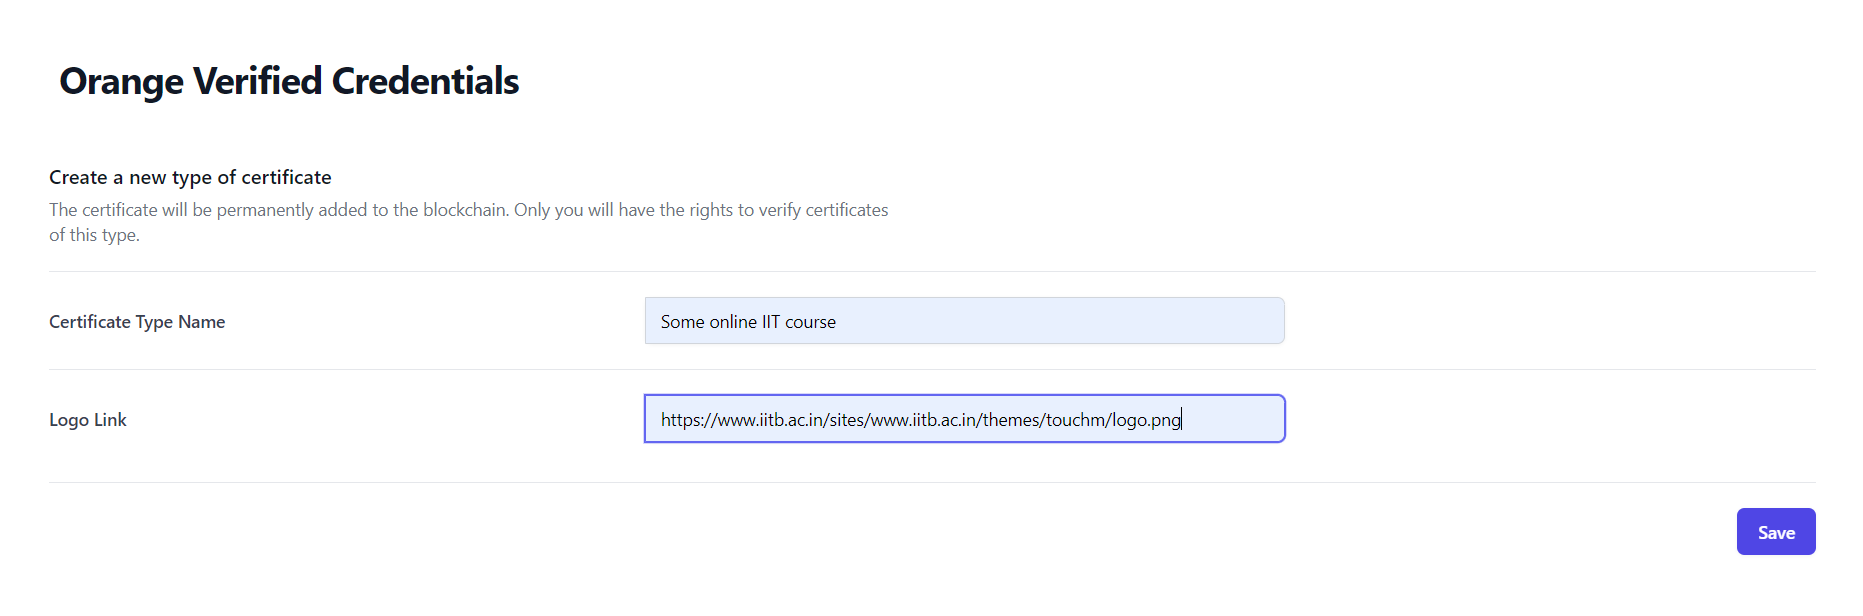 Orange Verified Credentials
Create a new type of certificate
The certificate will be permanently added to the blockchain. Only you will have the rights to verify certificates
of this type.
Certificate Type Name
Some online IIT course
Logo Link
https://www.iitb.ac.in/sites/www.iitb.ac.in/themes/touchm/logo.png
Save